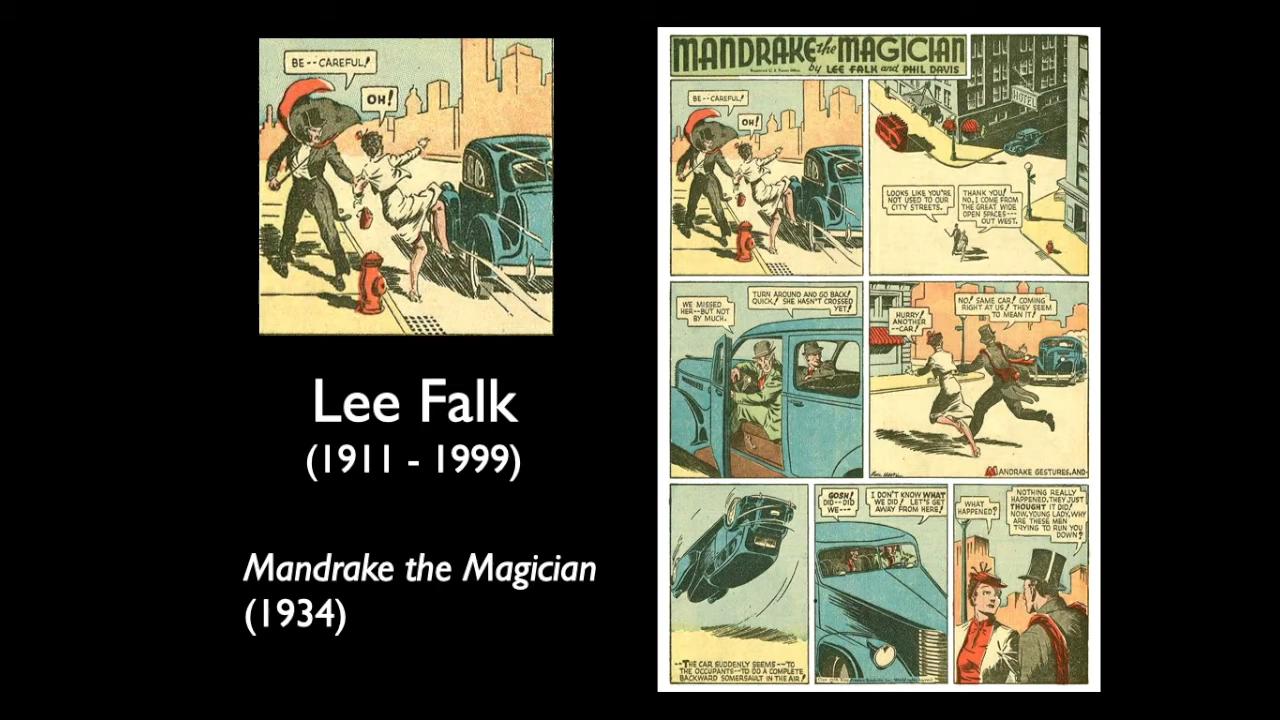 BE--CAREFUL!
OH!
Lee Falk
(1911 - 1999)
Mandrake the Magician
(1934)
MANDRAKE the MAGICIAN
by LEE FALK and PHIL DAVIS
BE--CAREFUL!
OH!
HOTEL
LOOKS LIKE YOU'RE
NOT USED TO OUR
CITY STREETS.
THANK YOU!
NO, I COME FROM
THE GREAT WIDE
OPEN SPACES---
OUT WEST.
WE MISSED
HER--BUT NOT
BY MUCH.
TURN AROUND AND GO BACK!
QUICK! SHE HASN'T CROSSED
YET!
HURRY!
ANOTHER
--CAR!
NO! SAME CAR! COMING
RIGHT AT US! THEY SEEM
TO MEAN IT!
MANDRAKE GESTURES, AND-
--THE CAR SUDDENLY SEEMS--TO
THE OCCUPANTS--TO DO A COMPLETE
BACKWARD SOMERSAULT IN THE AIR!
GOSH!
DID--DID
WE---
I DON'T KNOW WHAT
WE DID! LET'S GET
AWAY FROM HERE!
WHAT
HAPPENED?
NOTHING REALLY
HAPPENED. THEY JUST
THOUGHT IT DID!
NOW, YOUNG LADY, WHY
ARE THESE MEN
TRYING TO RUN YOU
DOWN?